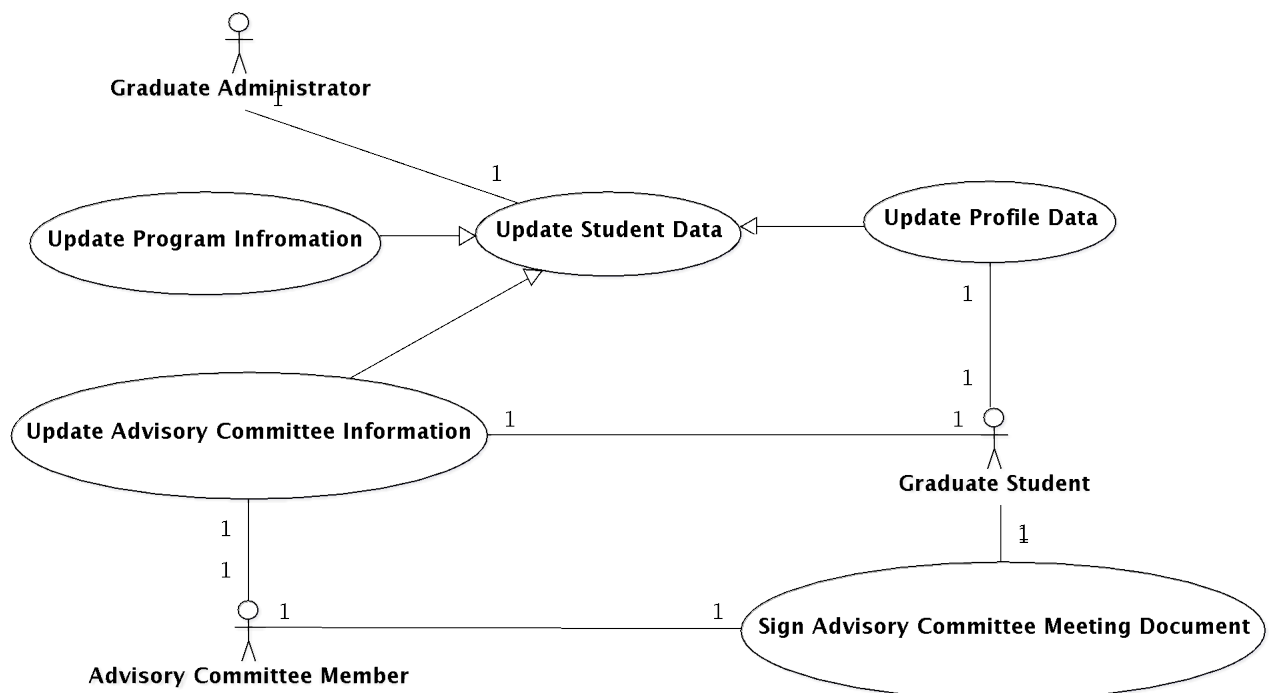 Graduate Administrator
1
1
Update Program Infromation
Update Student Data
Update Profile Data
1
1
Update Advisory Committee Information
1
1
Graduate Student
1
1
1
1
1
1
Sign Advisory Committee Meeting Document
Advisory Committee Member